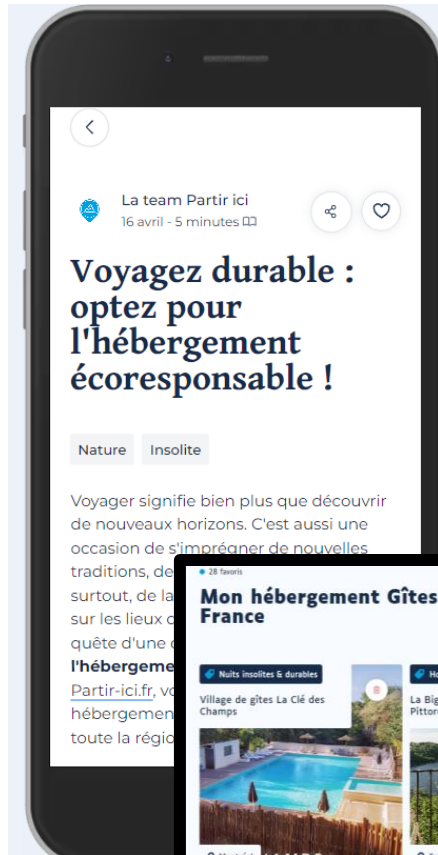 La team Partir ici
16 avril - 5 minutes
Voyagez durable :
optez pour
l'hébergement
écoresponsable !
Nature Insolite
Voyager signifie bien plus que découvrir
de nouveaux horizons. C'est aussi une
occasion de s'imprégner de nouvelles
traditions, de
surtout, de la
sur les lieux
quête d'une
l'hébergeme
Partir-ici.fr, vo
hébergemen
toute la régio
28 favoris
Mon hébergement Gîtes
France
Nuits insolites & durables
Village de gîtes La Clé des
Champs
La Big
Pittor